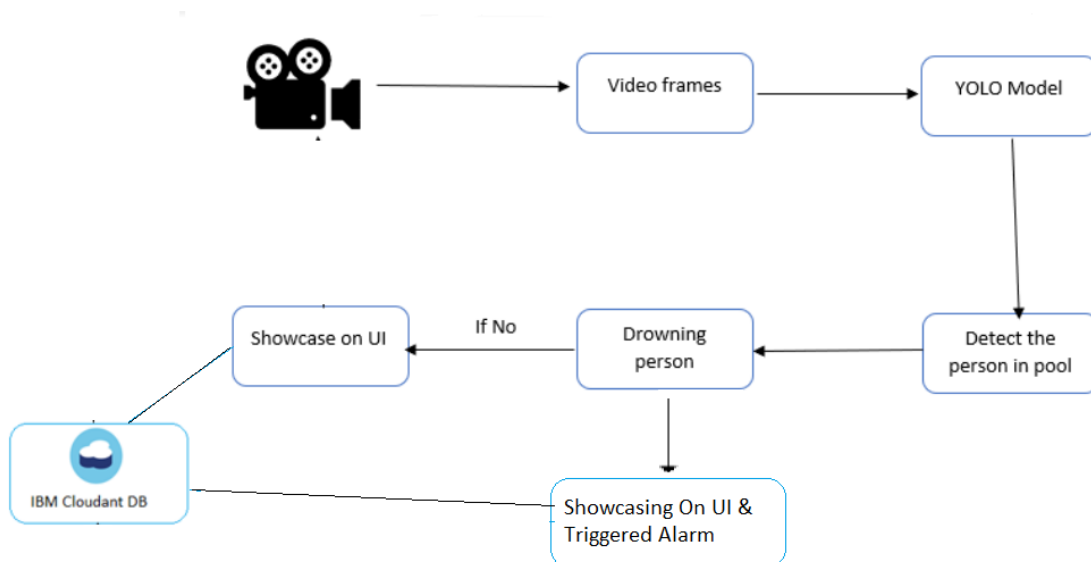 Video frames
YOLO Model
Showcase on UI
If No
Drowning
person
Detect the
person in pool
IBM Cloudant DB
Showcasing On UI &
Triggered Alarm